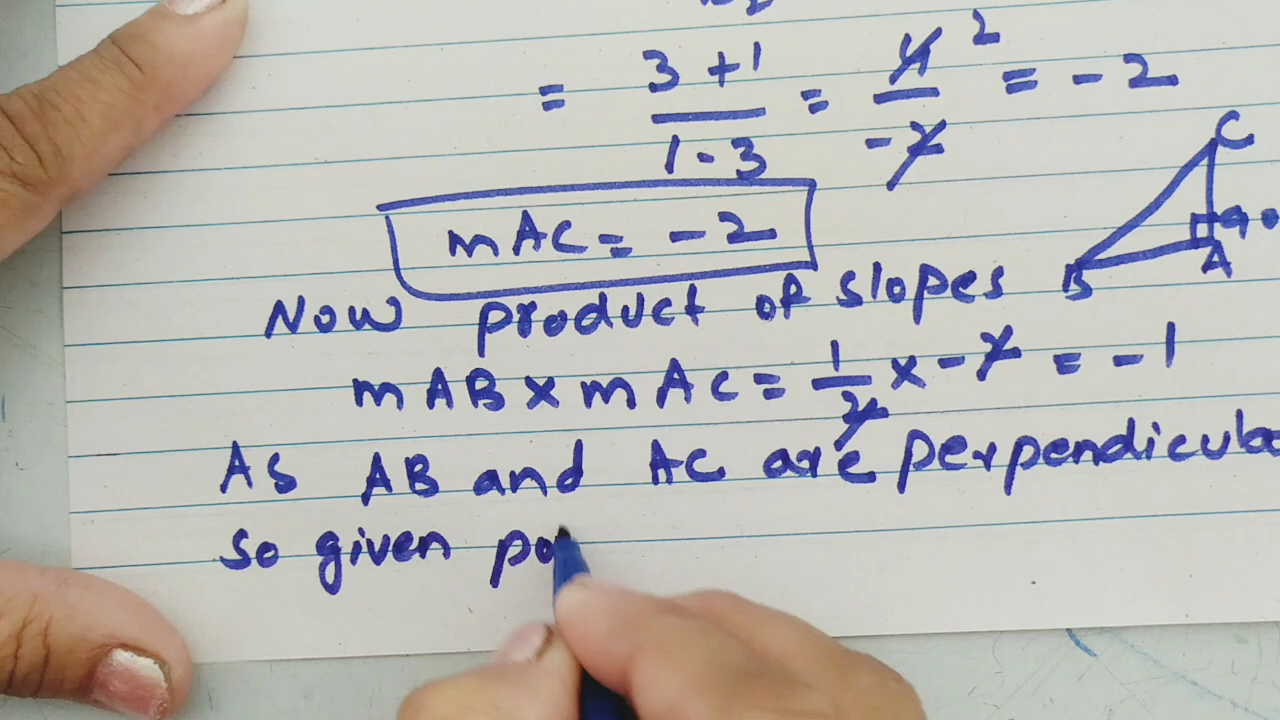 = 3+1/1-3 = 4/-2 2 = -2
C
mAC = -2
90
B A
Now product of slopes
mAB × mAC = 1/2 × -2 = -1
As AB and AC are perpendicula
so given po